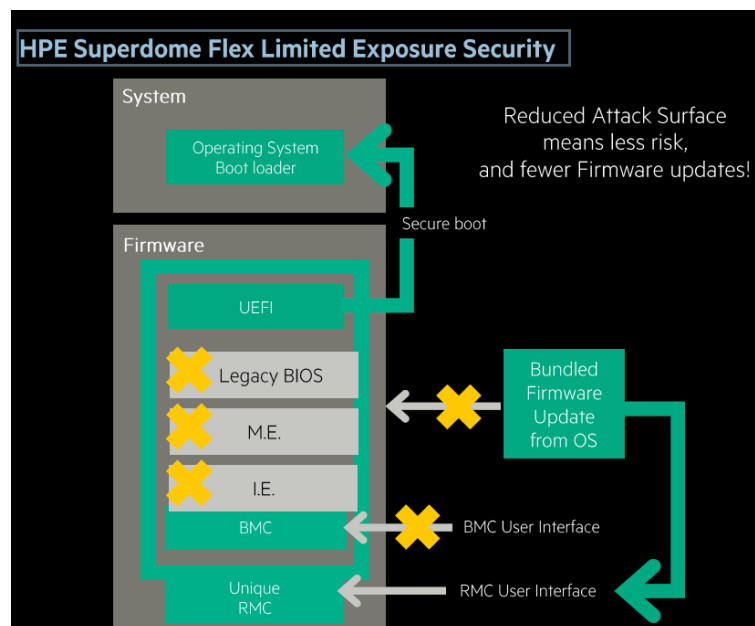 HPE Superdome Flex Limited Exposure Security
System
Operating System
Boot loader
Reduced Attack Surface
means less risk,
and fewer Firmware updates!
Secure boot
Firmware
UEFI
Legacy BIOS
M.E.
I.E.
BMC
Unique
RMC
Bundled
Firmware
Update
from OS
BMC User Interface
RMC User Interface